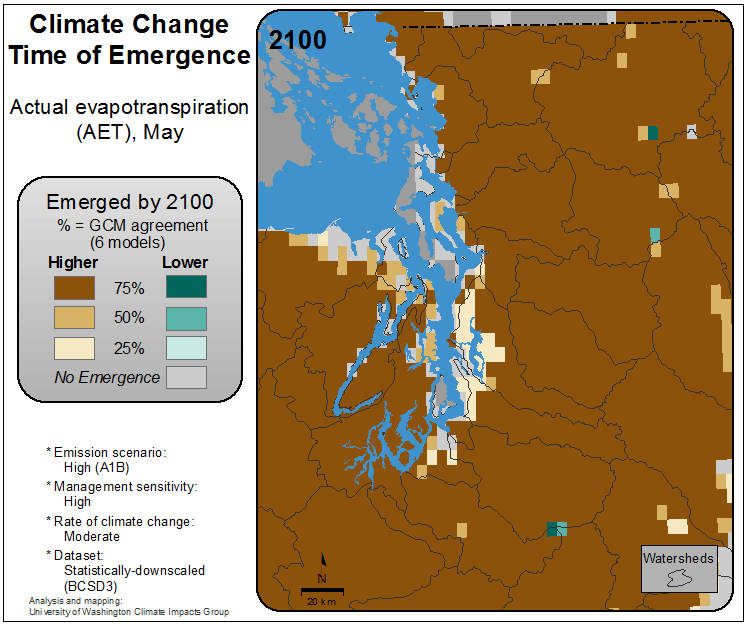 Climate Change
Time of Emergence
Actual evapotranspiration
(AET), May
Emerged by 2100
% = GCM agreement
(6 models)
Higher Lower
75%
50%
25%
No Emergence
* Emission scenario:
High (A1B)
* Management sensitivity:
High
* Rate of climate change:
Moderate
* Dataset:
Statistically-downscaled
(BCSD3)
Analysis and mapping:
University of Washington Climate Impacts Group
2100
N
20 km
Watersheds